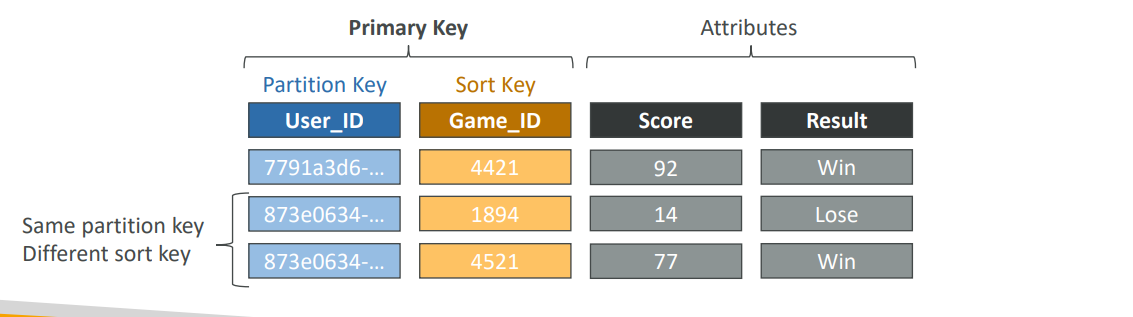 Primary Key
Attributes
Partition Key
Sort Key
User_ID
Game_ID
Score
Result
7791a3d6-...
4421
92
Win
873e0634-...
1894
14
Lose
Same partition key
Different sort key
873e0634-...
4521
77
Win